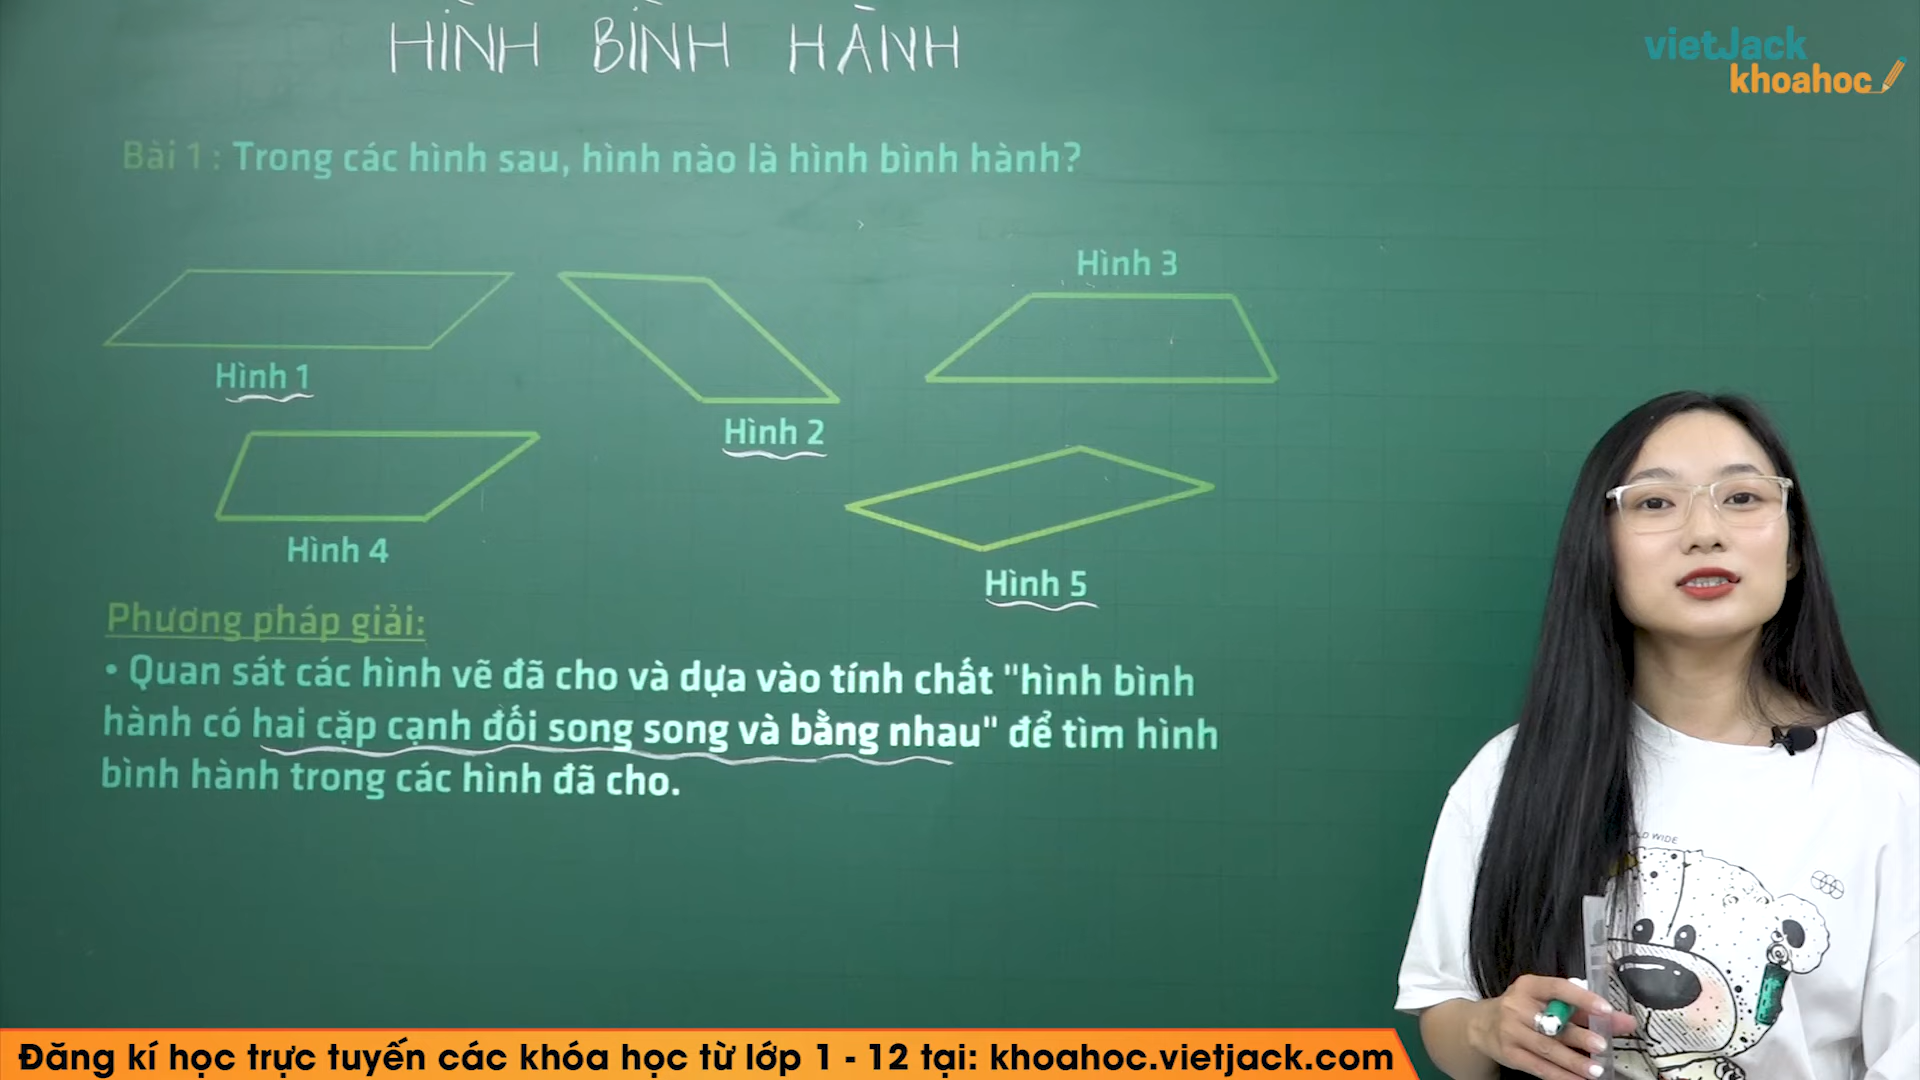 HÌNH BÌNH HÀNH
vietJack
khoahoc
Bài 1 : Trong các hình sau, hình nào là hình bình hành?
Hình 3
Hình 1
Hình 2
Hình 4
Hình 5
Phương pháp giải:
• Quan sát các hình vẽ đã cho và dựa vào tính chất "hình bình
hành có hai cặp cạnh đối song song và bằng nhau" để tìm hình
bình hành trong các hình đã cho.
WIDE
Đăng kí học trực tuyến các khóa học từ lớp 1 - 12 tại: khoahoc.vietjack.com